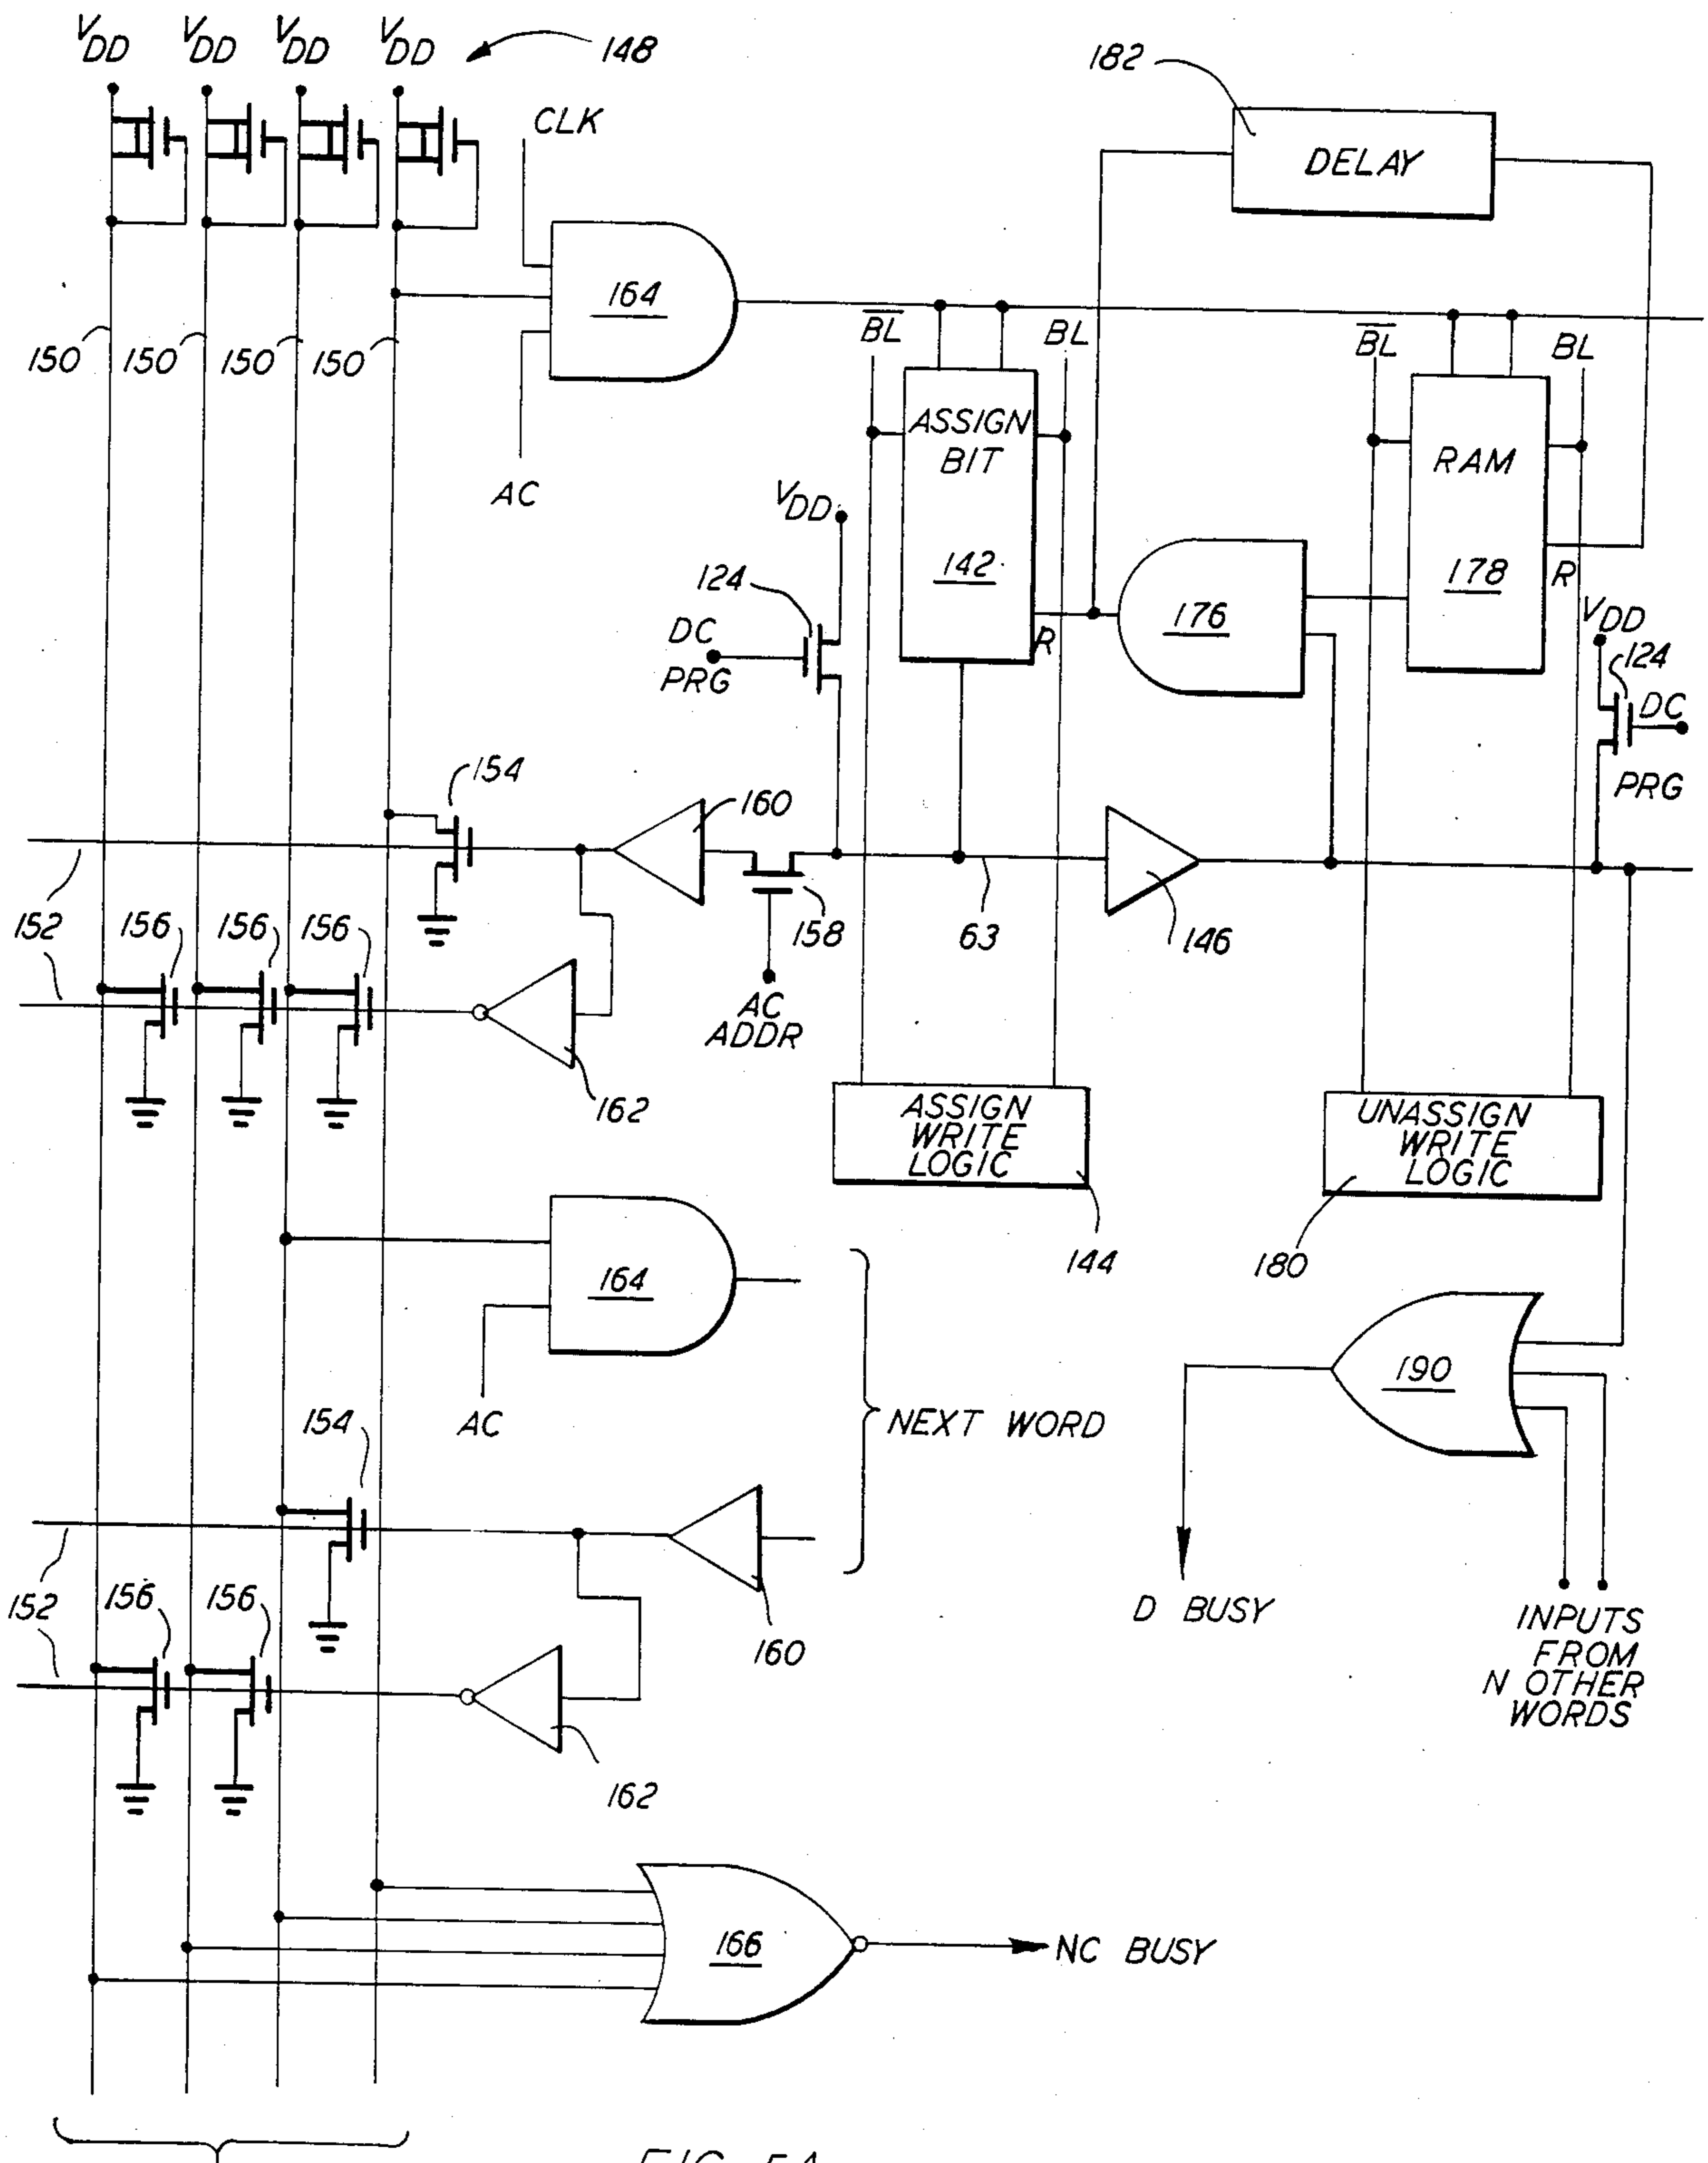 VDD VDD VDD VDD 148
182
CLK
DELAY
164
BL BL BL BL
150 150 150 150
ASSIGN
BIT
RAM
AC
VDD
142
178
R
124
176
DC
PRG
R
VDD
124
DC
PRG
154
160
152
156 156 156
158
63
146
AC
ADDR
162
ASSIGN
WRITE
LOGIC
UNASSIGN
WRITE
LOGIC
144
180
164
190
AC
NEXT WORD
154
152
156 156
160
D BUSY
INPUTS
FROM
N OTHER
WORDS
162
166
NC BUSY